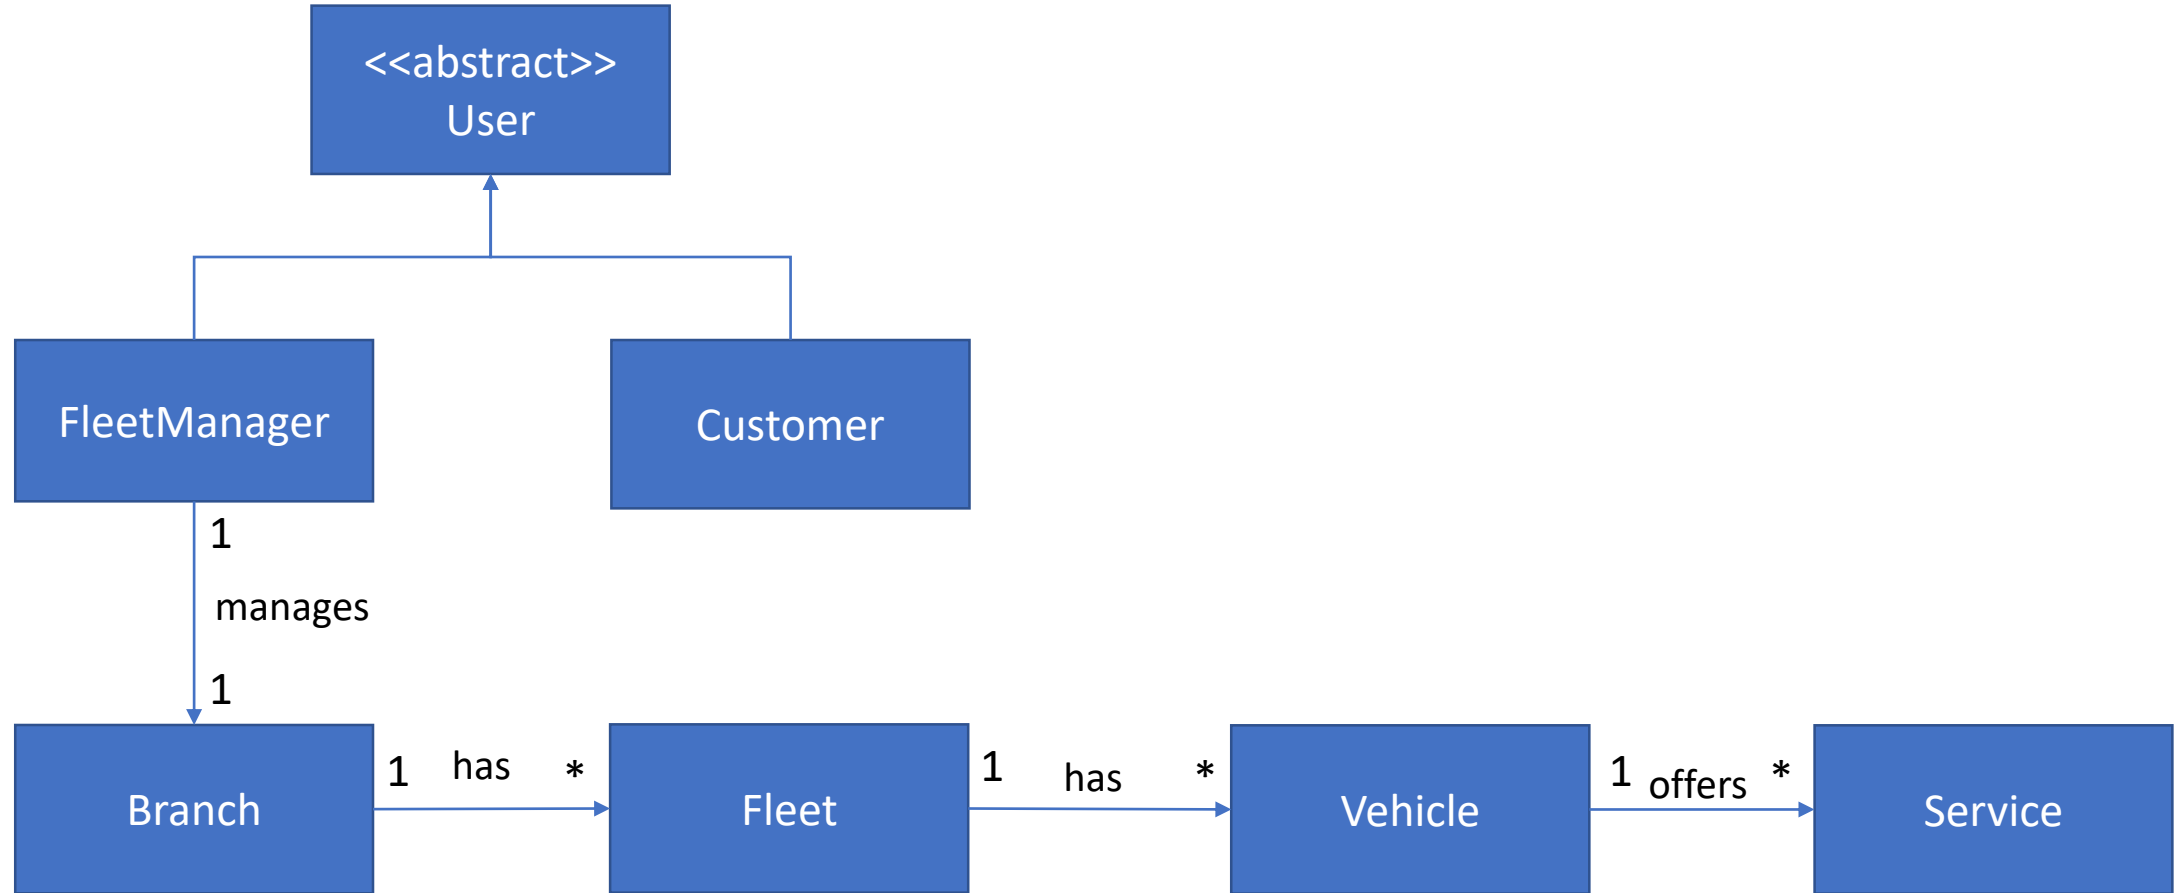 <<abstract>>
User
FleetManager
Customer
1
manages
1
Branch
1 has *
Fleet
1 has *
Vehicle
1 offers *
Service